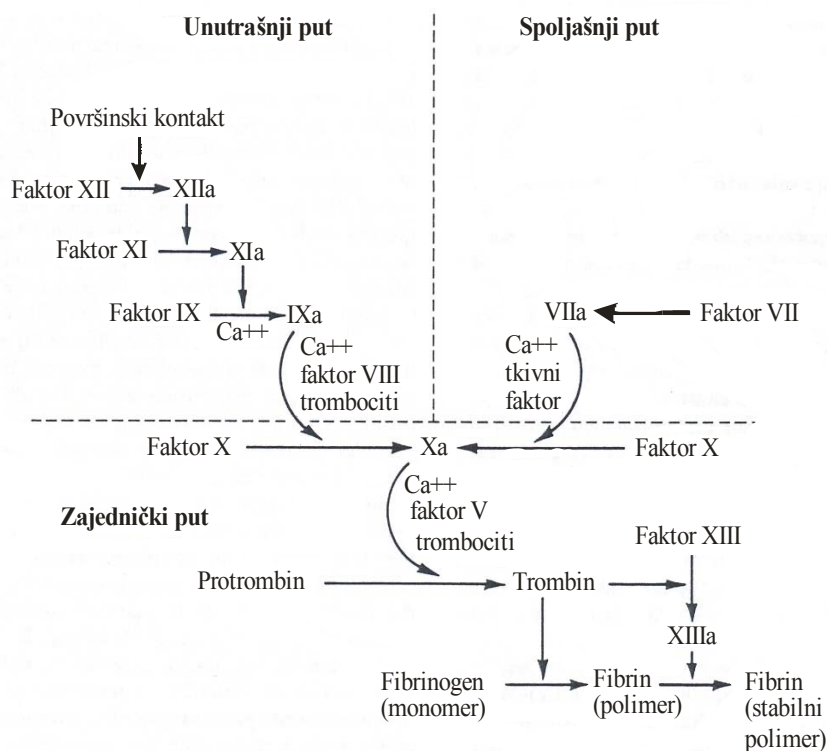 Unutrašnji put
Spoljašnji put
Površinski kontakt
Faktor XII
XIIa
Faktor XI
XIa
Faktor IX
Ca++
IXa
VIIa
Faktor VII
Ca++
faktor VIII
trombociti
Ca++
tkivni
faktor
Faktor X
Xa
Faktor X
Ca++
faktor V
trombociti
Zajednički put
Faktor XIII
Protrombin
Trombin
XIIIa
Fibrinogen
(monomer)
Fibrin
(polimer)
Fibrin
(stabilni
polimer)